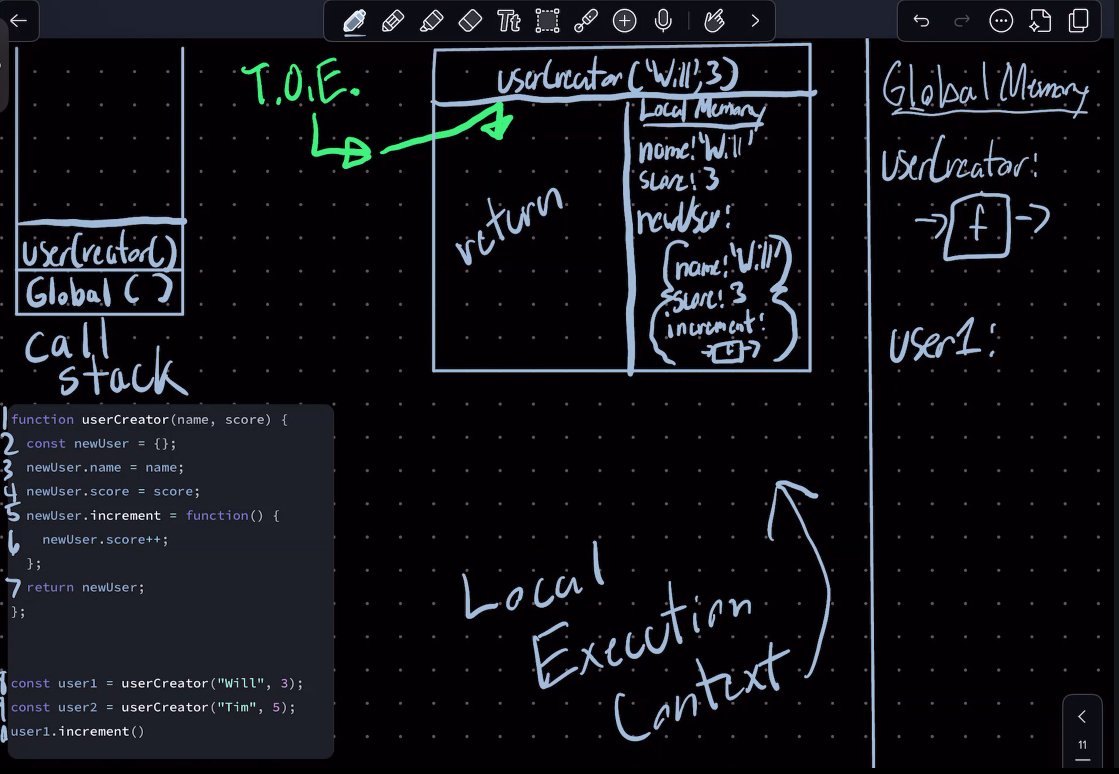 Tt
T.O.E.
userCreator('Will',3)
Local Memory
name: 'Will'
score: 3
newUser:
{name: 'Will'
score: 3
increment:
→[f]→}
return
Global Memory
userCreator:
→[f]→
user1:
userCreator()
Global ()
call
stack
1 function userCreator(name, score) {
2 const newUser = {};
3 newUser.name = name;
4 newUser.score = score;
5 newUser.increment = function() {
6 newUser.score++;
};
7 return newUser;
};
const user1 = userCreator("Will", 3);
const user2 = userCreator("Tim", 5);
user1.increment()
Local
Execution
Context
11